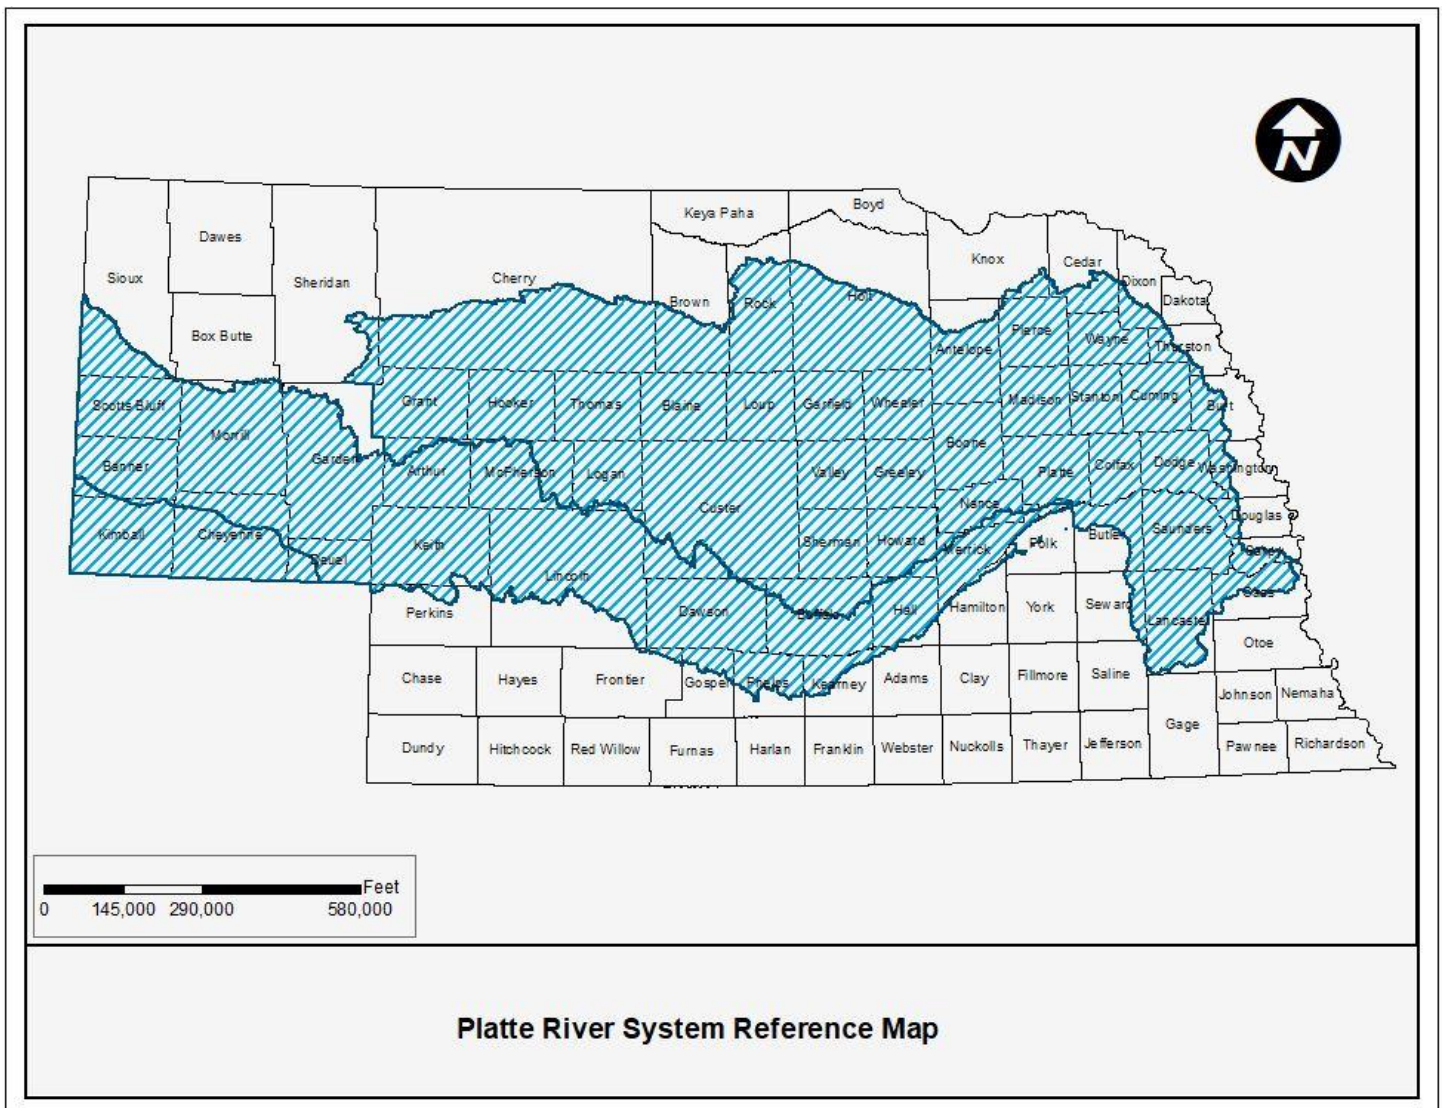 N
Keya Paha
Boyd
Dawes
Knox
Cedar
Sioux
Sheridan
Cherry
Dixon
Brown
Rock
Holt
Dakota
Box Butte
Pierce
Wayne
Thurston
Antelope
Scotts Bluff
Grant
Hooker
Thomas
Blaine
Loup
Garfield
Wheeler
Madison
Stanton
Cuming
Burt
Morrill
Boone
Banner
Garden
Arthur
McPherson
Logan
Valley
Greeley
Platte
Colfax
Dodge
Washington
Custer
Nance
Douglas
Kimball
Cheyenne
Keith
Sherman
Howard
Merrick
Polk
Butler
Saunders
Sarpy
Deuel
Lincoln
Dawson
Buffalo
Hall
Hamilton
York
Seward
Lancaster
Cass
Perkins
Otoe
Chase
Hayes
Frontier
Gosper
Phelps
Kearney
Adams
Clay
Fillmore
Saline
Johnson
Nemaha
Gage
Dundy
Hitchcock
Red Willow
Furnas
Harlan
Franklin
Webster
Nuckolls
Thayer
Jefferson
Pawnee
Richardson
Feet
0 145,000 290,000 580,000
Platte River System Reference Map